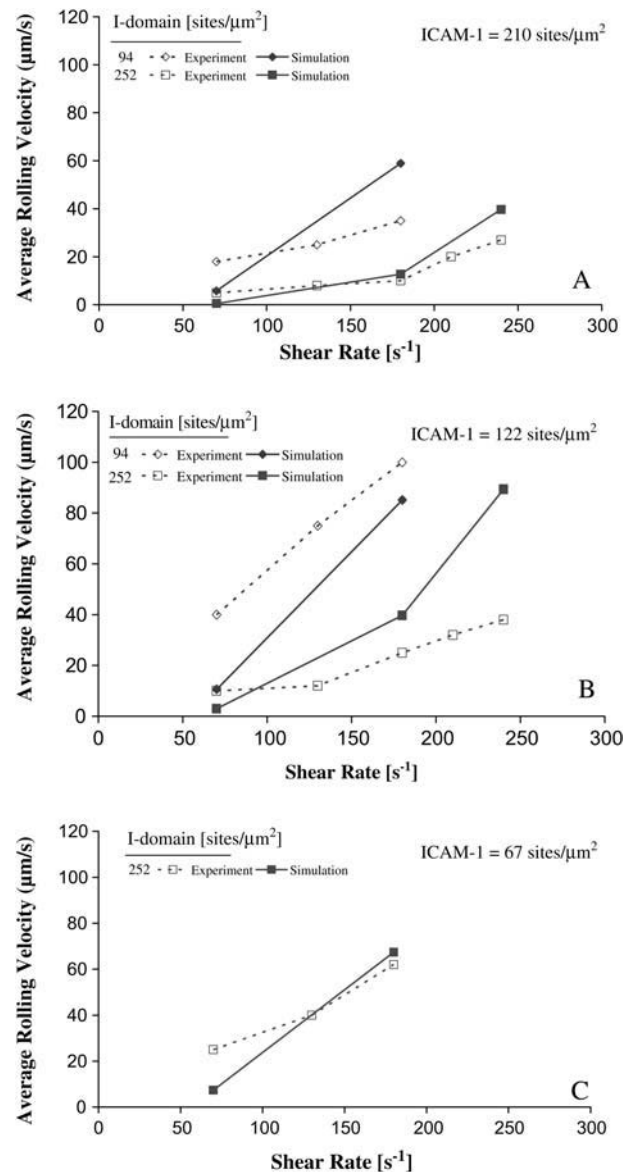 I-domain [sites/µm²]
94 Experiment Simulation
252 Experiment Simulation
ICAM-1 = 210 sites/µm²
Average Rolling Velocity (µm/s)
120
100
80
60
40
20
0
A
0 50 100 150 200 250 300
Shear Rate [s⁻¹]
I-domain [sites/µm²]
94 Experiment Simulation
252 Experiment Simulation
ICAM-1 = 122 sites/µm²
Average Rolling Velocity (µm/s)
120
100
80
60
40
20
0
B
0 50 100 150 200 250 300
Shear Rate [s⁻¹]
I-domain [sites/µm²]
252 Experiment Simulation
ICAM-1 = 67 sites/µm²
Average Rolling Velocity (µm/s)
120
100
80
60
40
20
0
C
0 50 100 150 200 250 300
Shear Rate [s⁻¹]